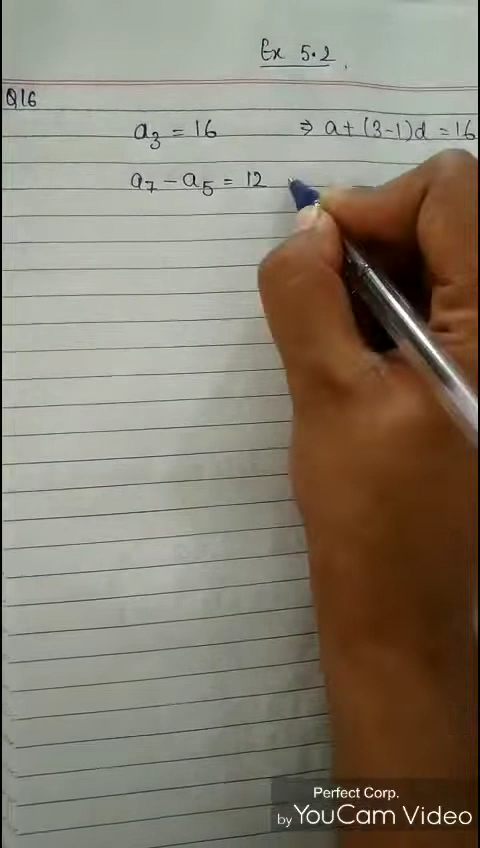 Ex 5.2.
Q16
a₃ = 16 ⇒ a + (3-1)d = 16
a₇ - a₅ = 12
Perfect Corp.
by YouCam Video